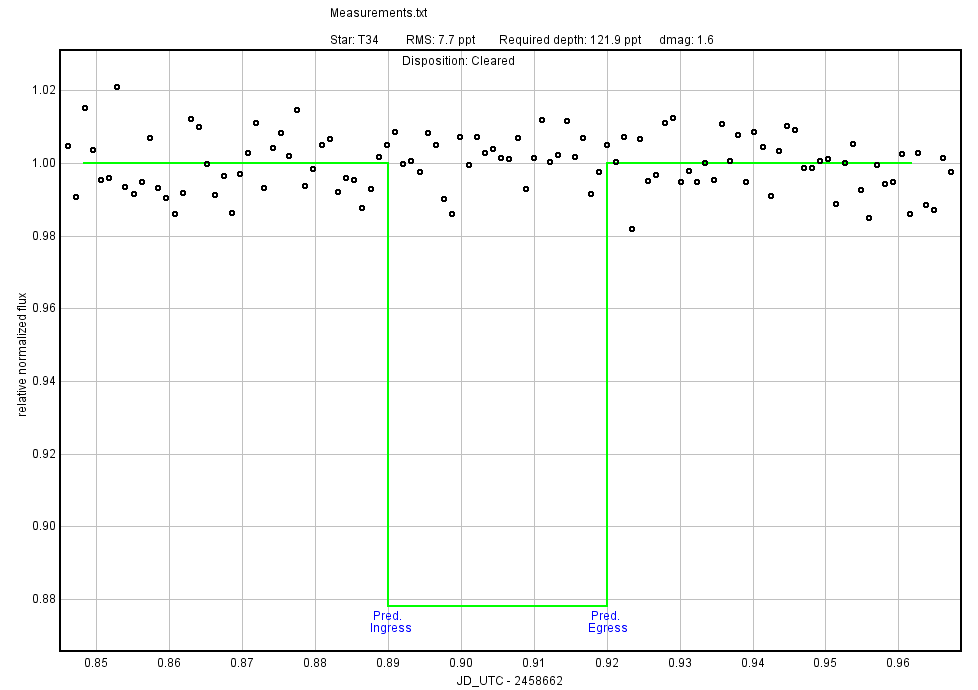 Measurements.txt
Star: T34 RMS: 7.7 ppt Required depth: 121.9 ppt dmag: 1.6
Disposition: Cleared
relative normalized flux
1.02
1.00
0.98
0.96
0.94
0.92
0.90
0.88
Pred.
Ingress
Pred.
Egress
0.85 0.86 0.87 0.88 0.89 0.90 0.91 0.92 0.93 0.94 0.95 0.96
JD_UTC - 2458662